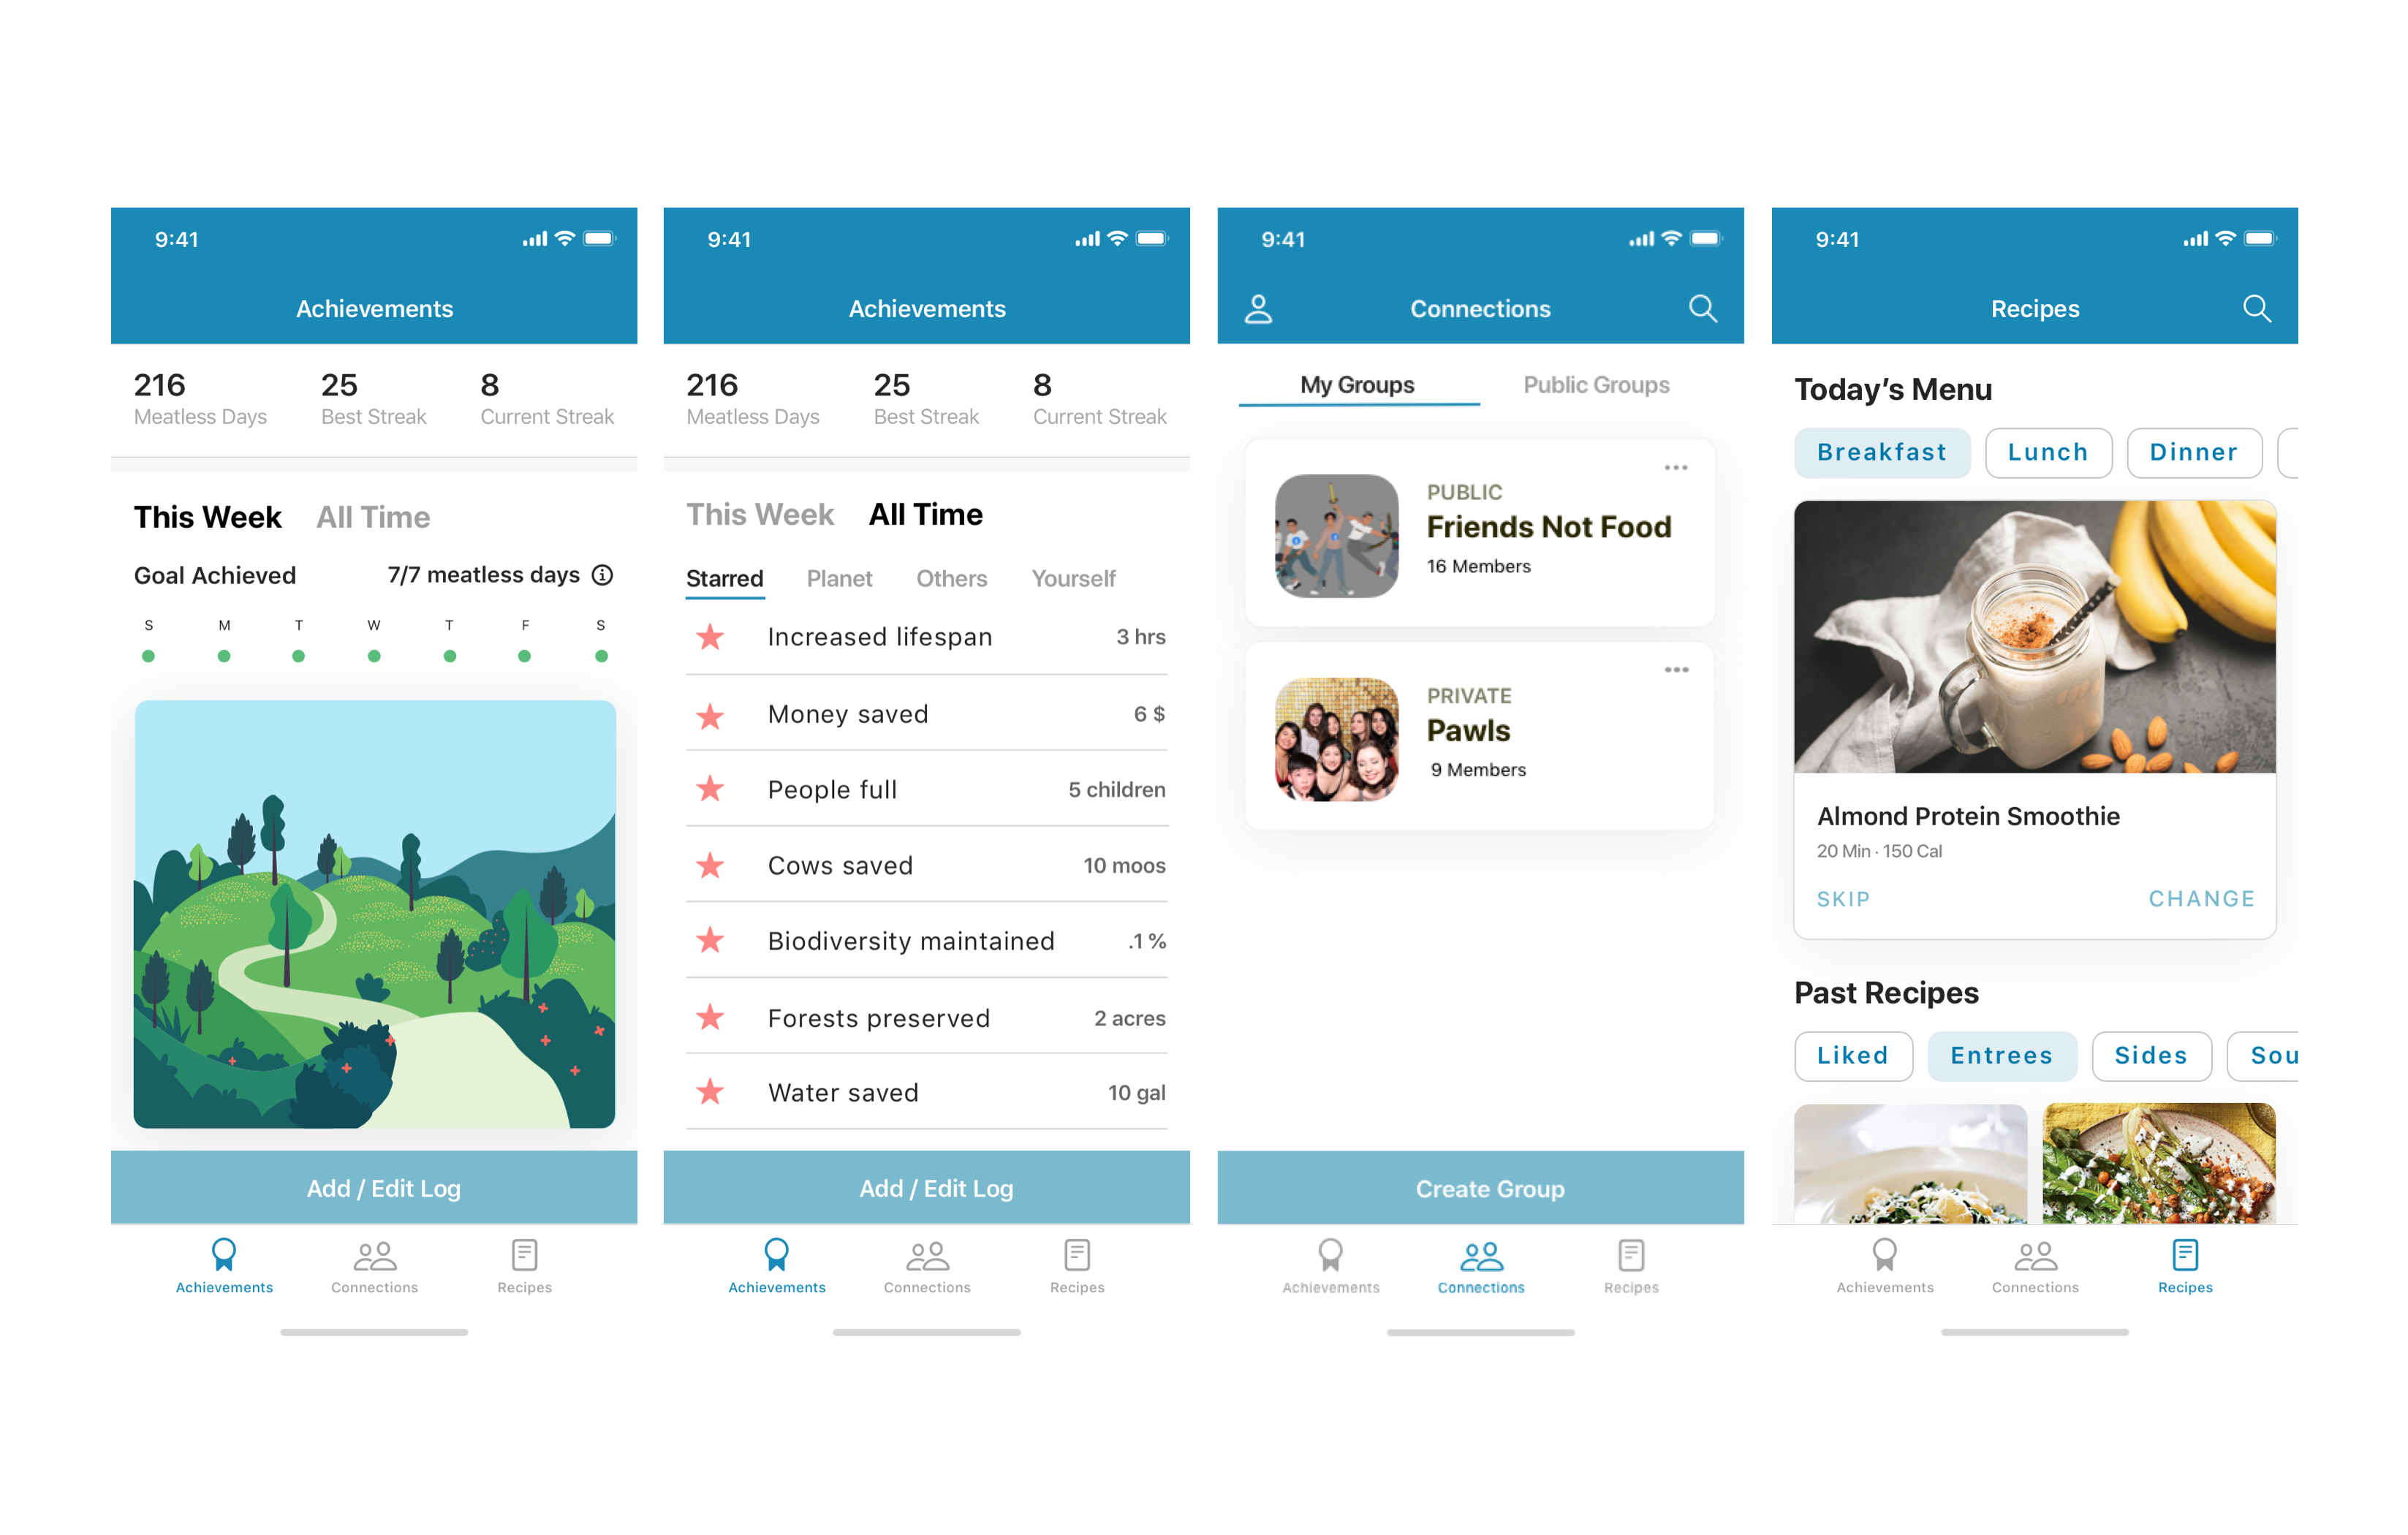 9:41
Achievements
216 25 8
Meatless Days Best Streak Current Streak
This Week All Time
Goal Achieved 7/7 meatless days
S M T W T F S
Add / Edit Log
Achievements Connections Recipes
9:41
Achievements
216 25 8
Meatless Days Best Streak Current Streak
This Week All Time
Starred Planet Others Yourself
Increased lifespan 3 hrs
Money saved 6 $
People full 5 children
Cows saved 10 moos
Biodiversity maintained .1 %
Forests preserved 2 acres
Water saved 10 gal
Add / Edit Log
Achievements Connections Recipes
9:41
Connections
My Groups Public Groups
PUBLIC
Friends Not Food
16 Members
PRIVATE
Pawls
9 Members
Create Group
Achievements Connections Recipes
9:41
Recipes
Today’s Menu
Breakfast Lunch Dinner
Almond Protein Smoothie
20 Min · 150 Cal
SKIP CHANGE
Past Recipes
Liked Entrees Sides Sou
Achievements Connections Recipes